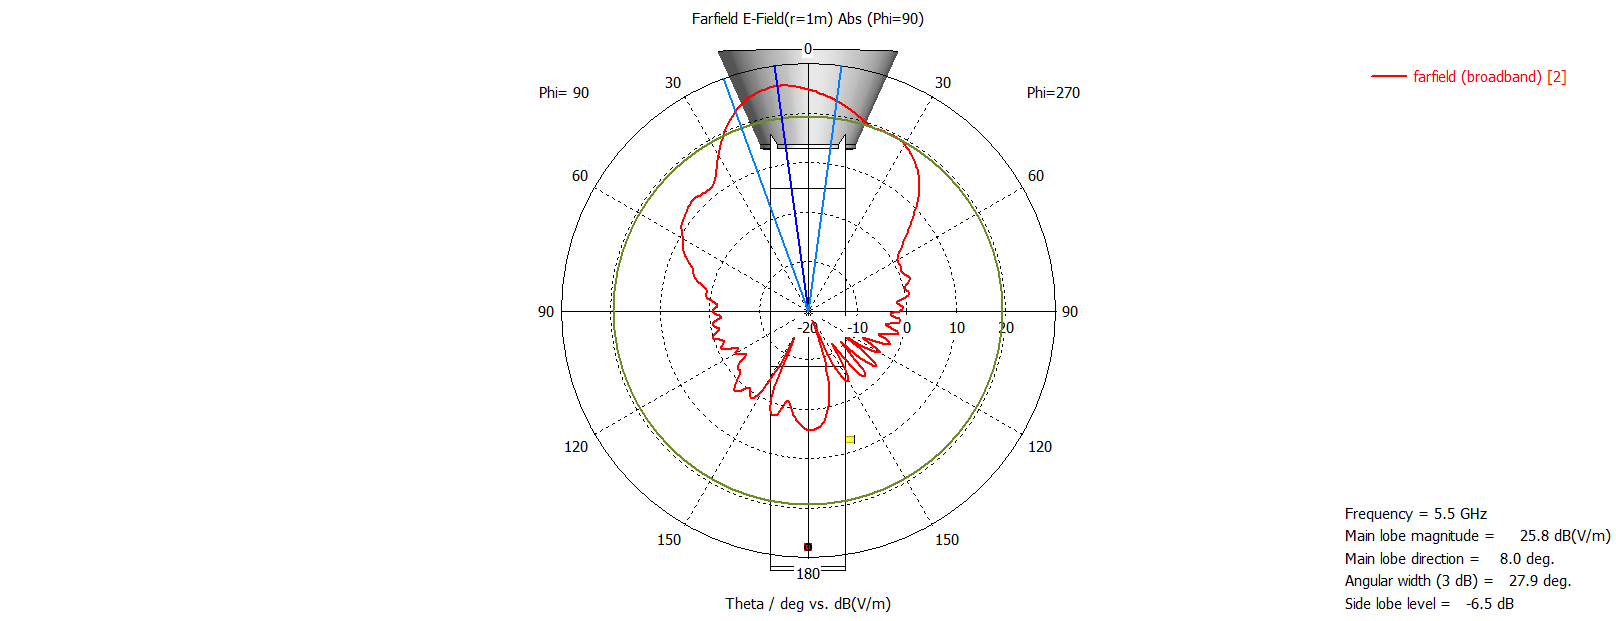 Farfield E-Field(r=1m) Abs (Phi=90)
0
30 30
Phi= 90 Phi=270
farfield (broadband) [2]
60 60
90 90
-20 -10 0 10 20
120 120
150 150
180
Theta / deg vs. dB(V/m)
Frequency = 5.5 GHz
Main lobe magnitude = 25.8 dB(V/m)
Main lobe direction = 8.0 deg.
Angular width (3 dB) = 27.9 deg.
Side lobe level = -6.5 dB